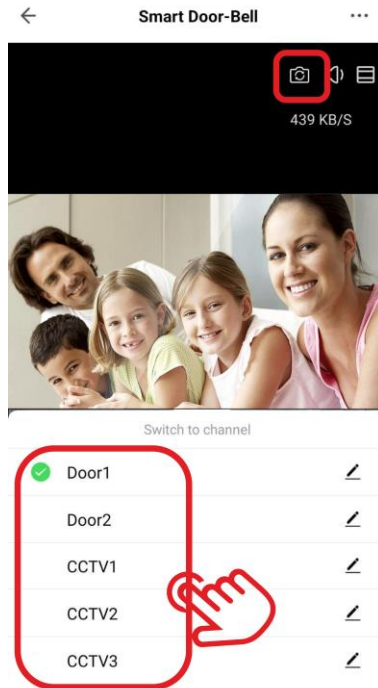 Smart Door-Bell
439 KB/S
Switch to channel
Door1
Door2
CCTV1
CCTV2
CCTV3